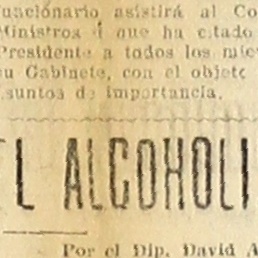 funcionario asistirá al Co
Ministros á que ha citado
Presidente a todos los mie
su Gabinete, con el objeto
asuntos de importancia.
EL ALCOHOLI
Por el Dip. David A